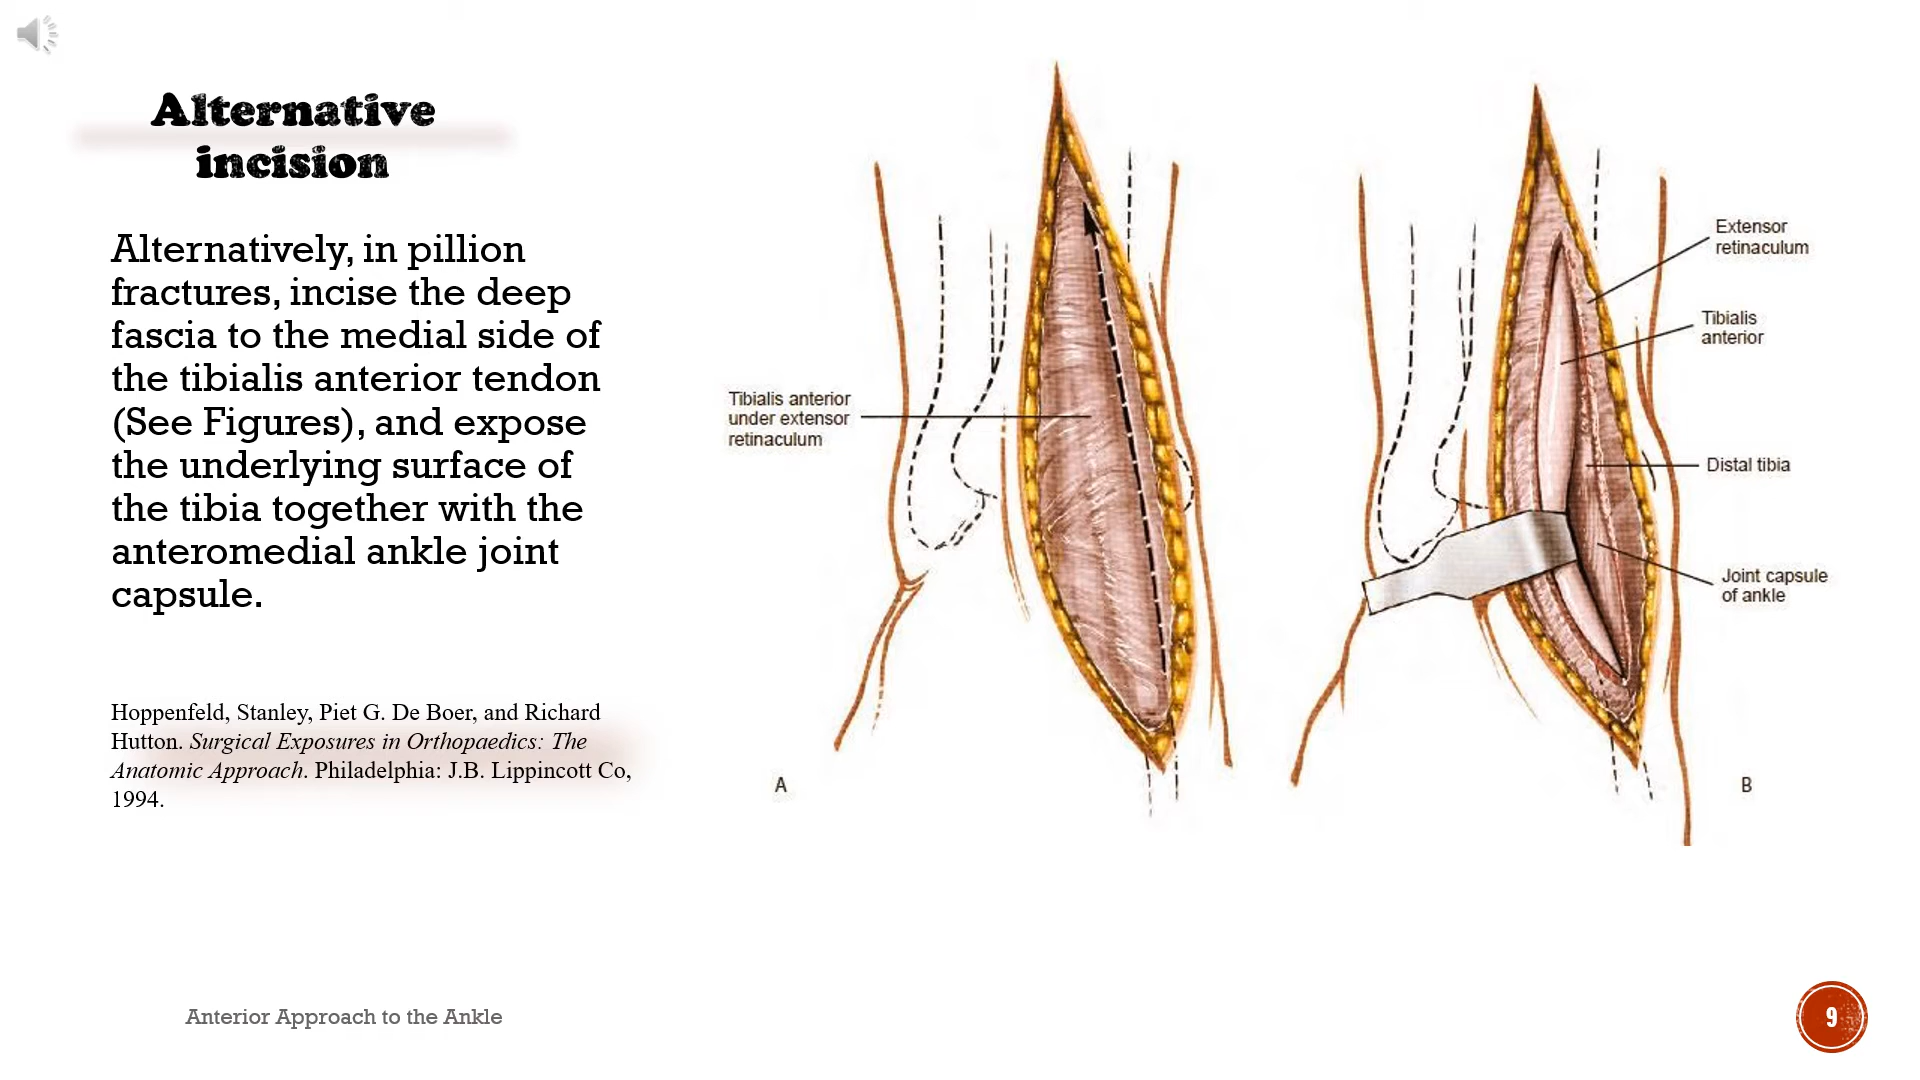 Alternative
incision
Alternatively, in pillion
fractures, incise the deep
fascia to the medial side of
the tibialis anterior tendon
(See Figures), and expose
the underlying surface of
the tibia together with the
anteromedial ankle joint
capsule.
Hoppenfeld, Stanley, Piet G. De Boer, and Richard
Hutton. Surgical Exposures in Orthopaedics: The
Anatomic Approach. Philadelphia: J.B. Lippincott Co,
1994.
Tibialis anterior
under extensor
retinaculum
A
Extensor
retinaculum
Tibialis
anterior
Distal tibia
Joint capsule
of ankle
B
Anterior Approach to the Ankle
9